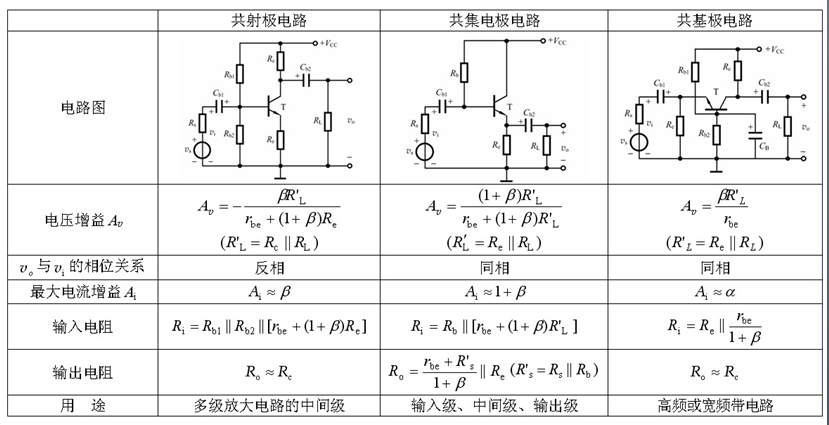 共射极电路 共集电极电路 共基极电路
电路图
+VCC
Rb1
Rc
Cb2
Cb1
T
Rs
vi
vs
Rb2
Re
RL
vo
+VCC
Rb
Cb1
T
Cb2
Rs
vi
vs
Re
RL
vo
+VCC
Rb1
Rc
Cb1
T
Cb2
Rs
vi
vs
Re
Rb2
CB
RL
vo
电压增益Av Av = −βR'L / (rbe + (1+β)Re) Av = (1+β)R'L / (rbe + (1+β)R'L) Av = βR'L / rbe
(R'L = Rc || RL) (R'L = Re || RL) (R'L = Re || RL)
vo与vi的相位关系 反相 同相 同相
最大电流增益Ai Ai ≈ β Ai ≈ 1+β Ai ≈ α
输入电阻 Ri = Rb1 || Rb2 || [rbe + (1+β)Re] Ri = Rb || [rbe + (1+β)R'L] Ri = Re || rbe / (1+β)
输出电阻 Ro ≈ Rc Ro = (rbe + R's) / (1+β) || Re (R's = Rs || Rb) Ro ≈ Rc
用 途 多级放大电路的中间级 输入级、中间级、输出级 高频或宽频带电路